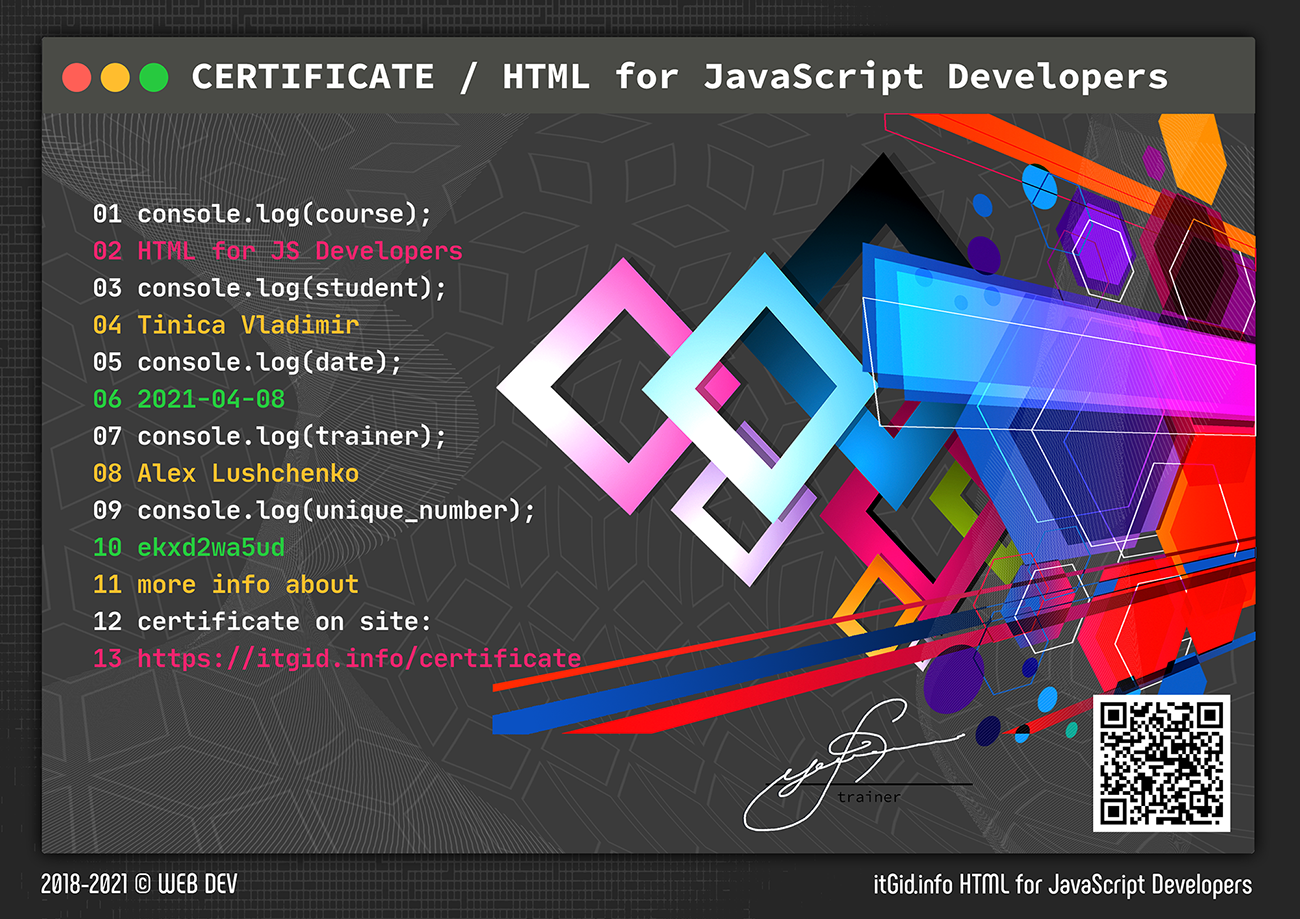 CERTIFICATE / HTML for JavaScript Developers
01 console.log(course);
02 HTML for JS Developers
03 console.log(student);
04 Tinica Vladimir
05 console.log(date);
06 2021-04-08
07 console.log(trainer);
08 Alex Lushchenko
09 console.log(unique_number);
10 ekxd2wa5ud
11 more info about
12 certificate on site:
13 https://itgid.info/certificate
trainer
2018-2021 © WEB DEV
itGid.info HTML for JavaScript Developers